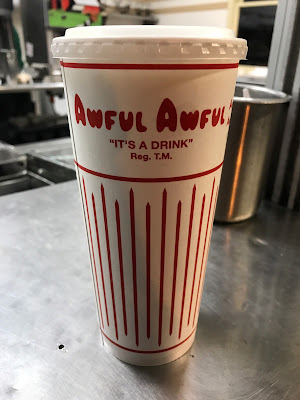 AWFUL AWFUL
"IT'S A DRINK"
Reg. T.M.